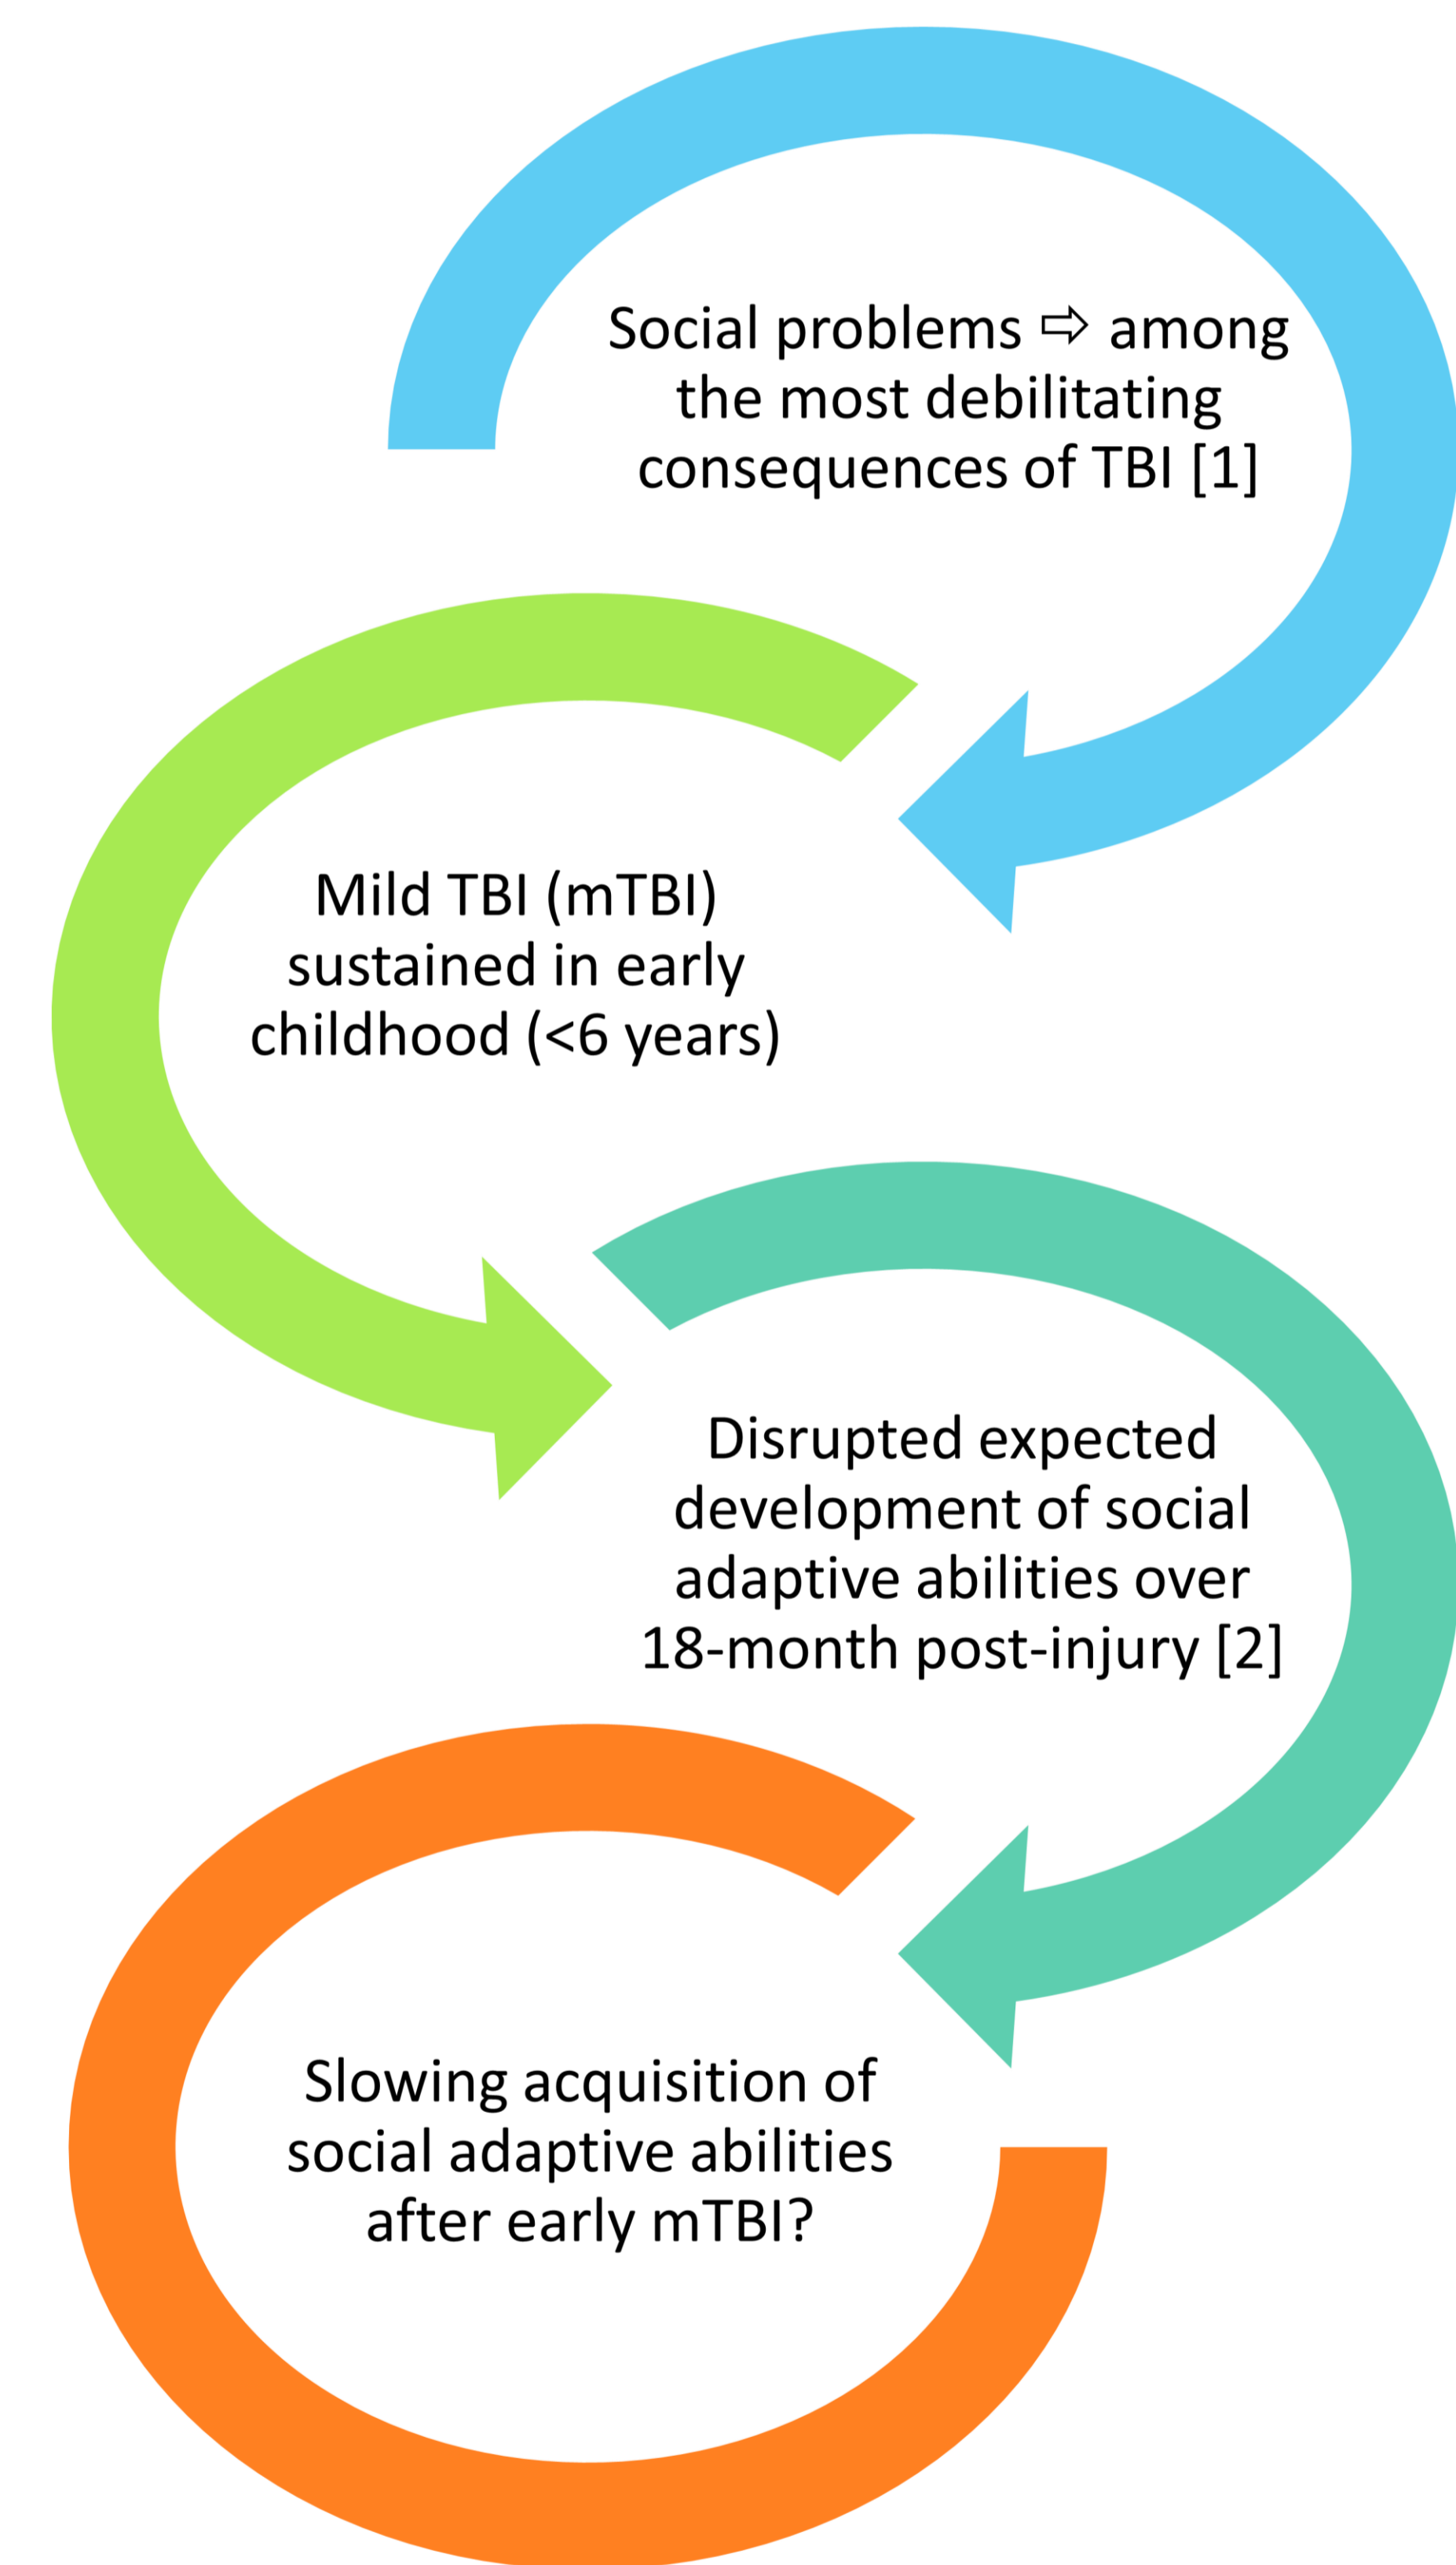 Social problems ⇨ among
the most debilitating
consequences of TBI [1]
Mild TBI (mTBI)
sustained in early
childhood (<6 years)
Disrupted expected
development of social
adaptive abilities over
18-month post-injury [2]
Slowing acquisition of
social adaptive abilities
after early mTBI?